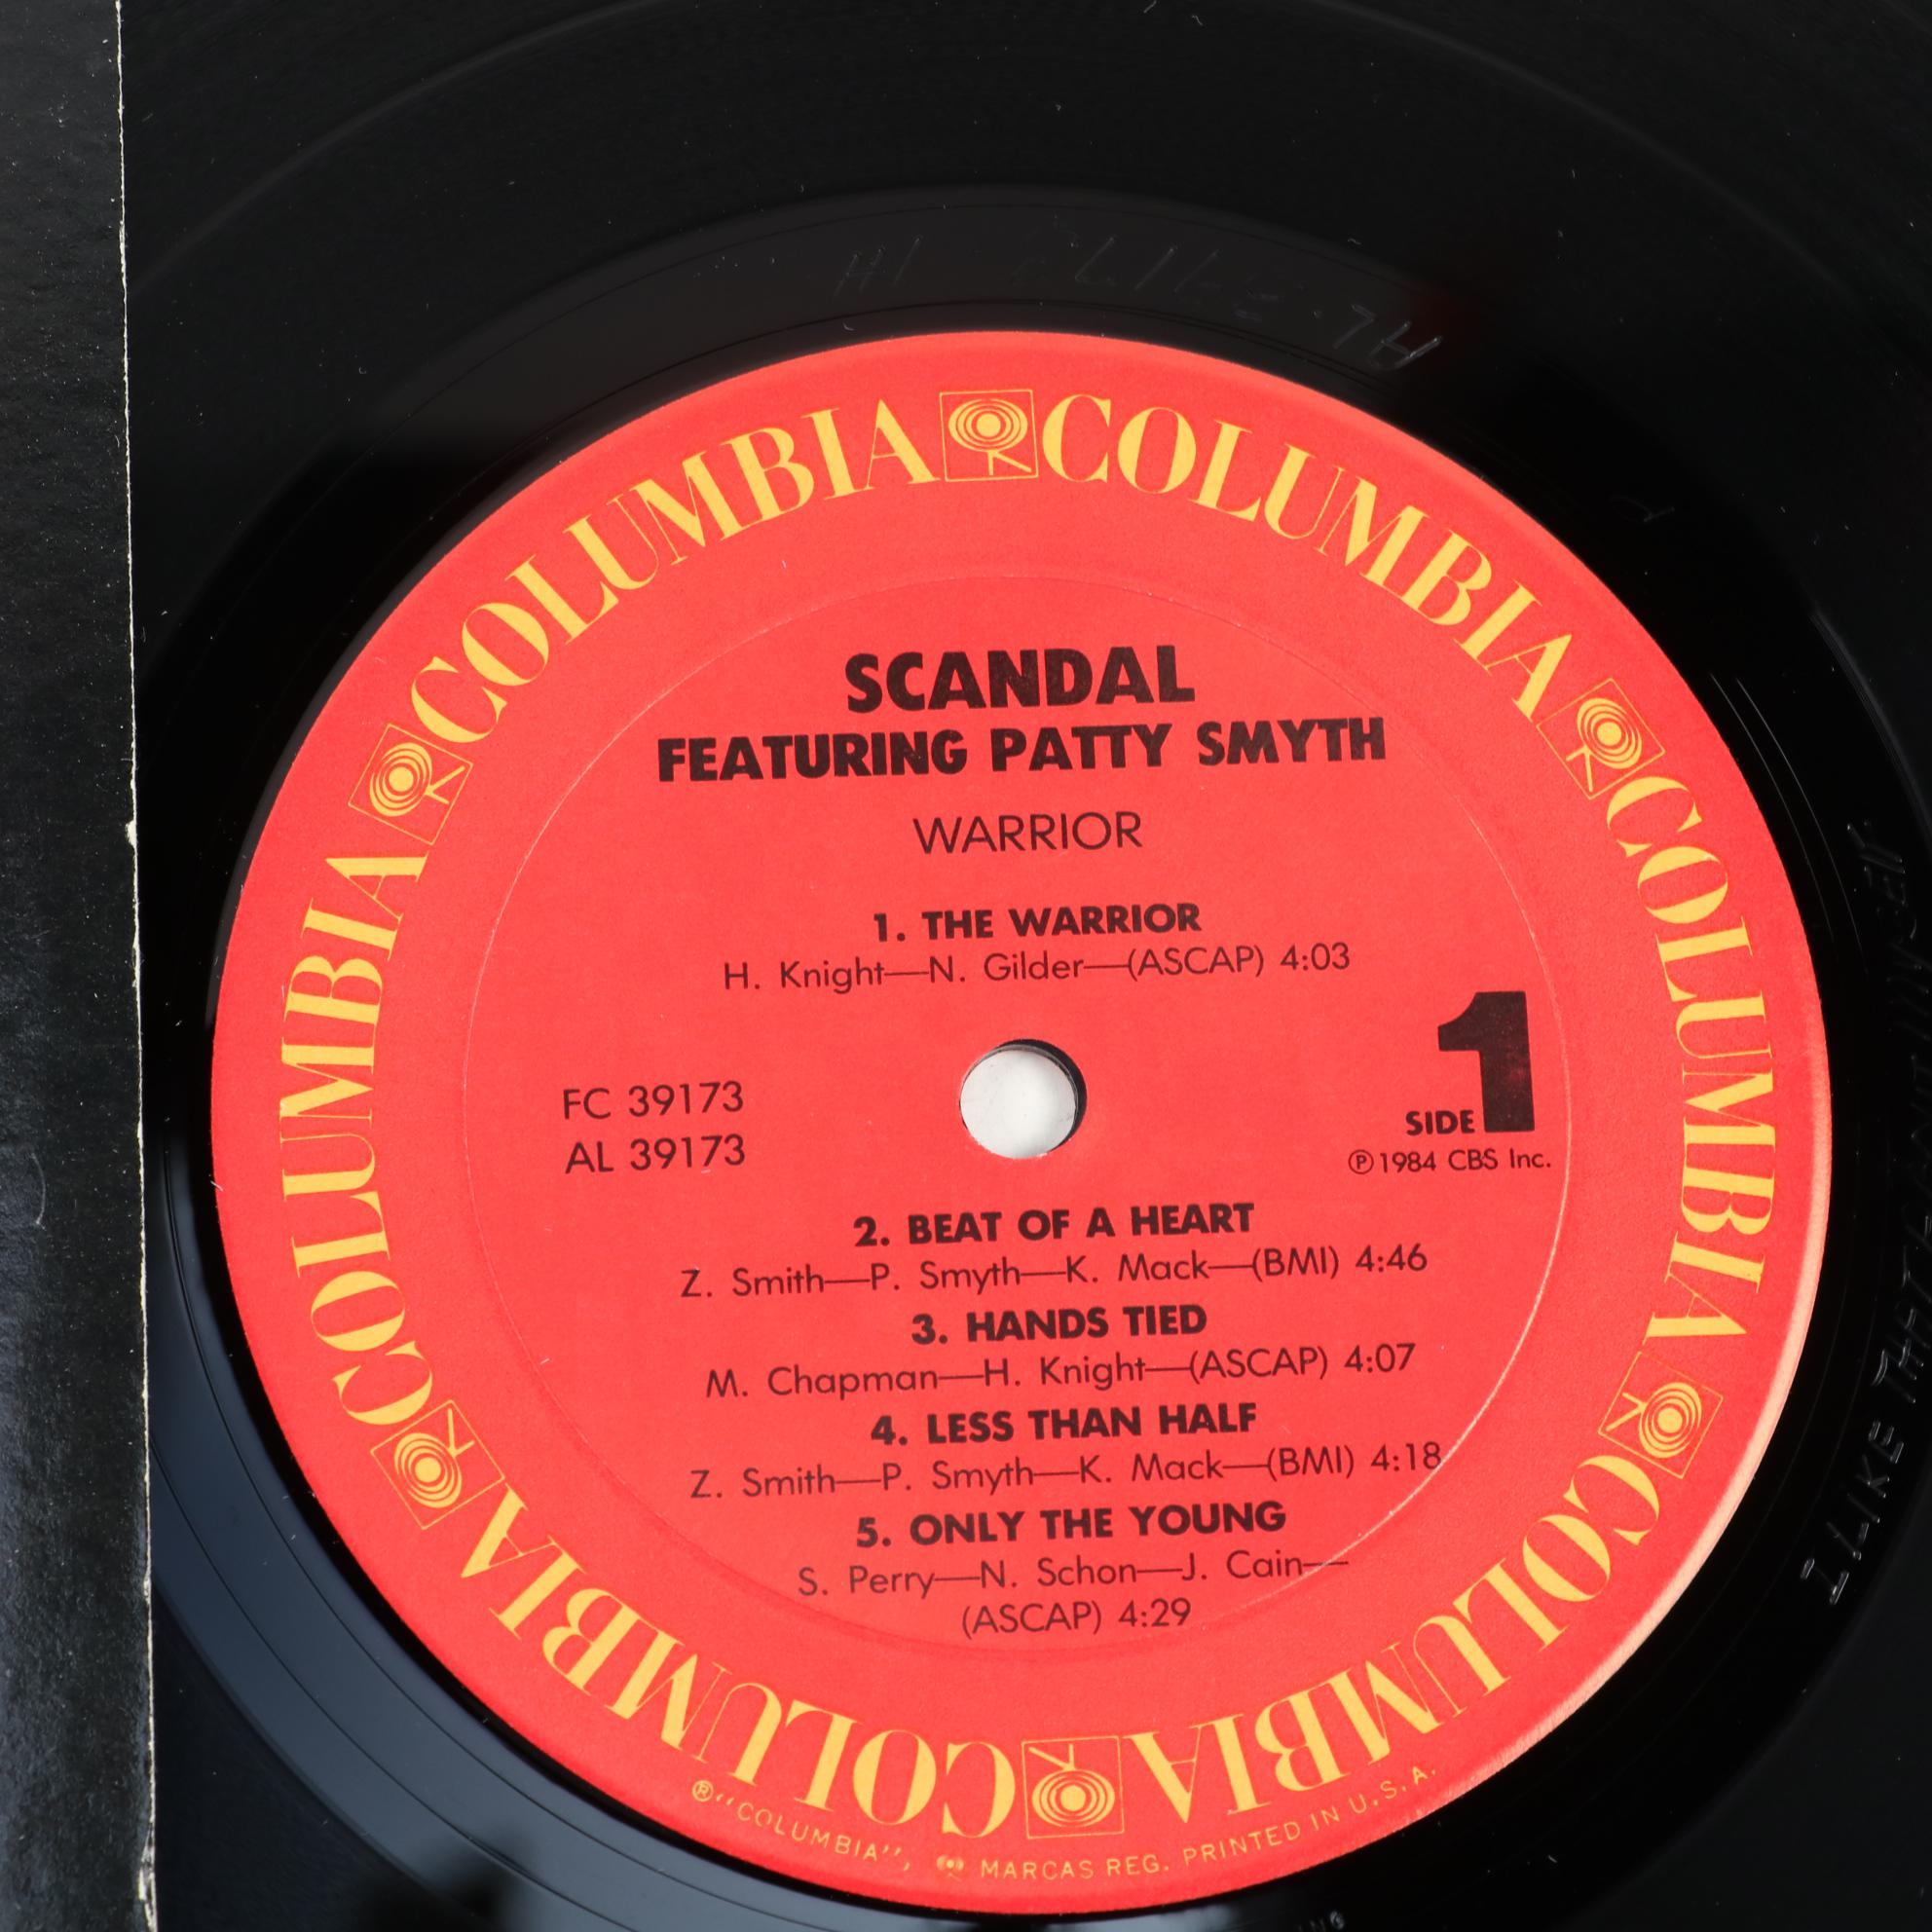 COLUMBIA COLUMBIA COLUMBIA COLUMBIA COLUMBIA COLUMBIA
SCANDAL
FEATURING PATTY SMYTH
WARRIOR
1. THE WARRIOR
H. Knight—N. Gilder—(ASCAP) 4:03
FC 39173
AL 39173
SIDE 1
℗ 1984 CBS Inc.
2. BEAT OF A HEART
Z. Smith—P. Smyth—K. Mack—(BMI) 4:46
3. HANDS TIED
M. Chapman—H. Knight—(ASCAP) 4:07
4. LESS THAN HALF
Z. Smith—P. Smyth—K. Mack—(BMI) 4:18
5. ONLY THE YOUNG
S. Perry—N. Schon—J. Cain—
(ASCAP) 4:29
®"COLUMBIA", MARCAS REG. PRINTED IN U.S.A.
I LIKE THAT